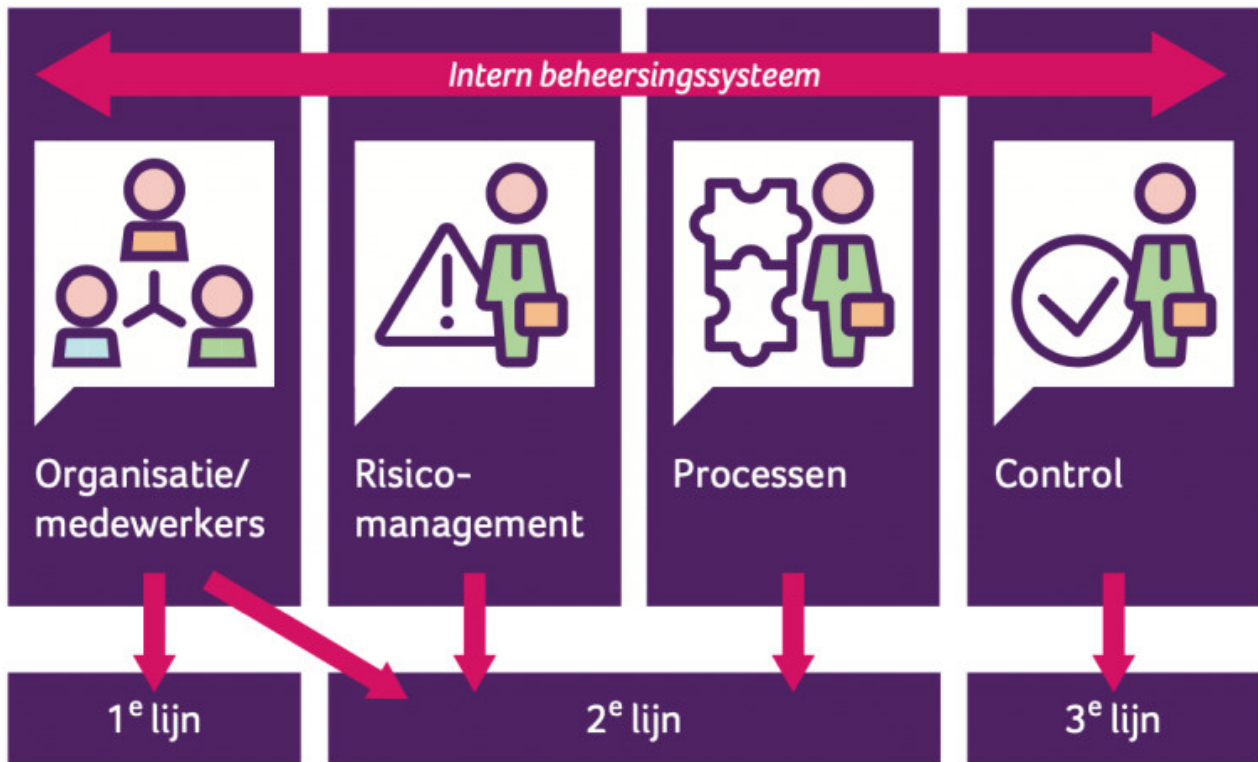 Intern beheersingssysteem
Organisatie/
medewerkers
Risico-
management
Processen
Control
1e lijn
2e lijn
3e lijn